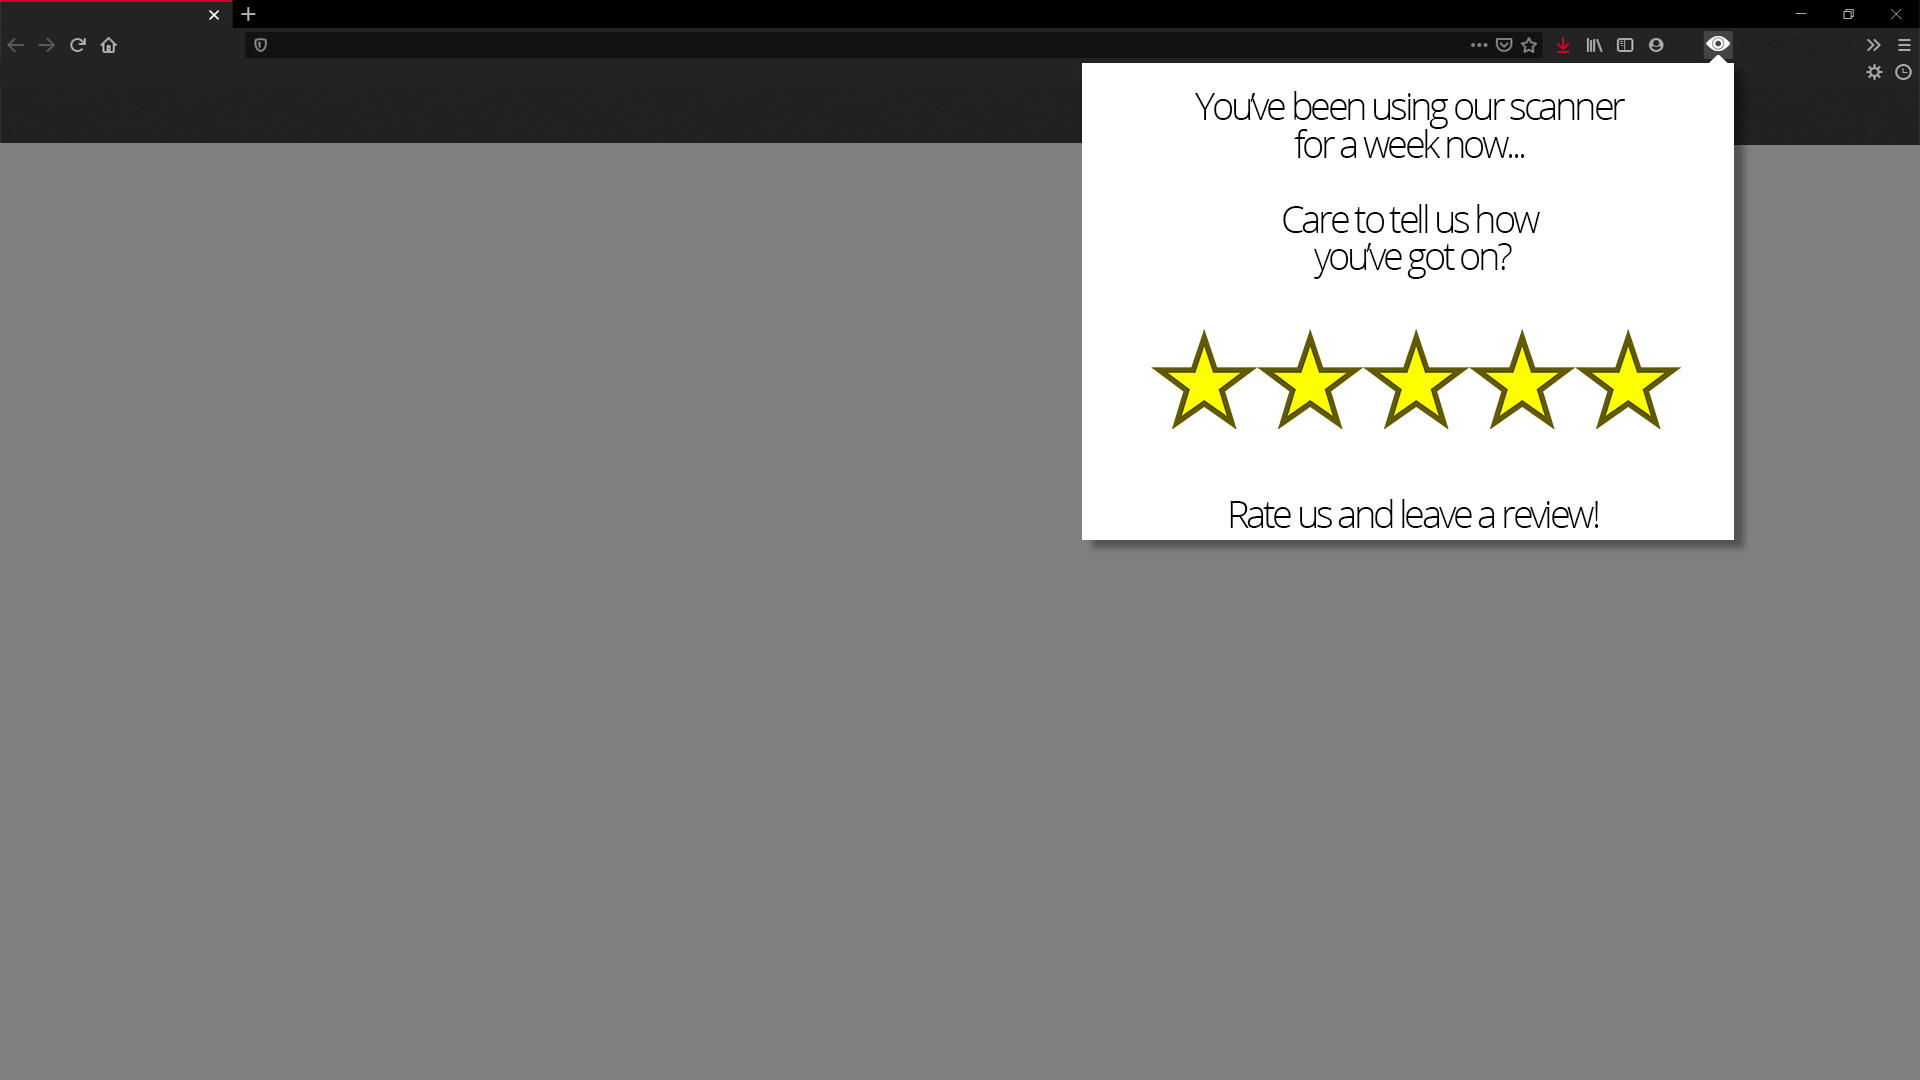 You've been using our scanner
for a week now...
Care to tell us how
you've got on?
Rate us and leave a review!